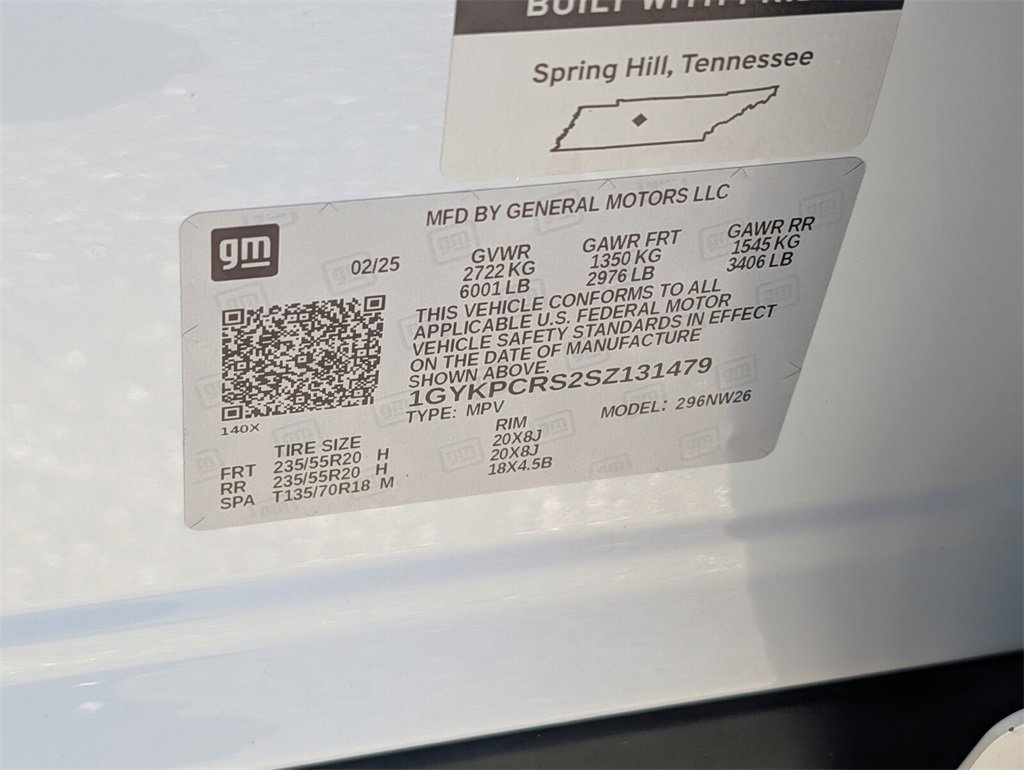 BUILT WITH PRIDE
Spring Hill, Tennessee
MFD BY GENERAL MOTORS LLC
gm
02/25
GVWR
2722 KG
6001 LB
GAWR FRT
1350 KG
2976 LB
GAWR RR
1545 KG
3406 LB
THIS VEHICLE CONFORMS TO ALL
APPLICABLE U.S. FEDERAL MOTOR
VEHICLE SAFETY STANDARDS IN EFFECT
ON THE DATE OF MANUFACTURE
SHOWN ABOVE.
1GYKPCRS2SZ131479
TYPE: MPV
MODEL: 296NW26
140X
TIRE SIZE RIM
FRT 235/55R20 H 20X8J
RR 235/55R20 H 20X8J
SPA T135/70R18 M 18X4.5B